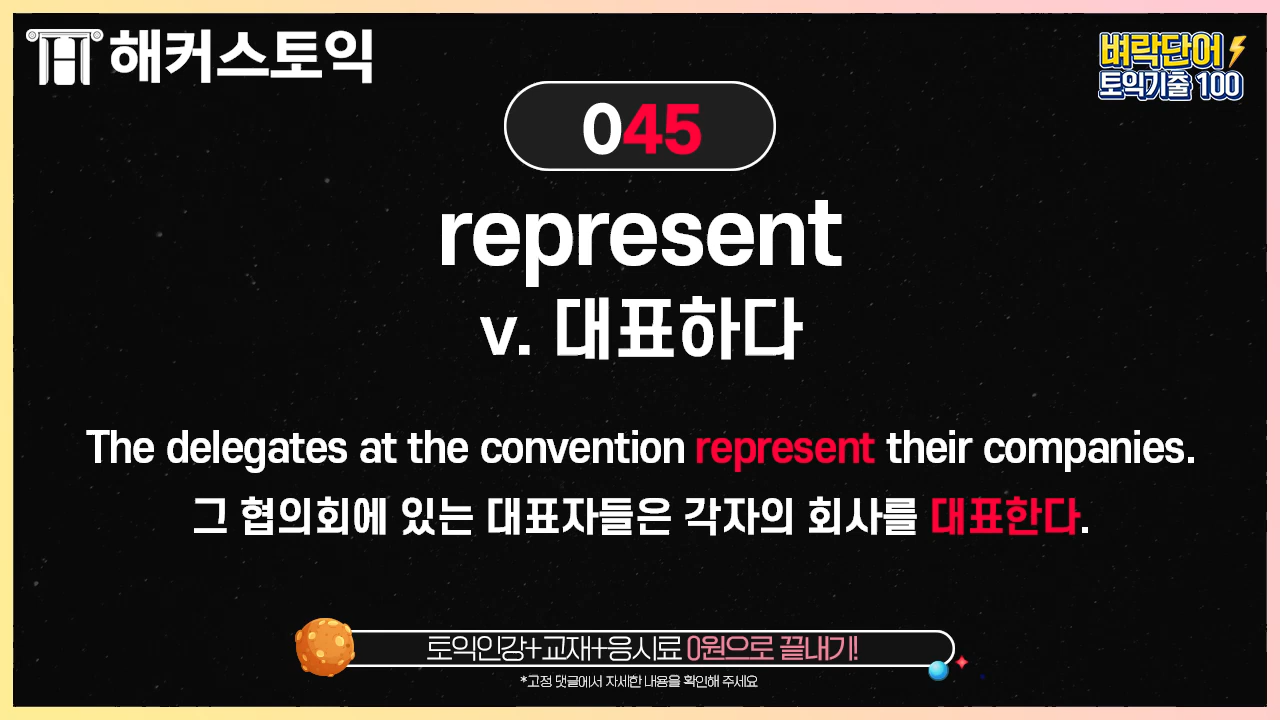 해커스토익
벼락단어
토익기출 100
045
represent
v. 대표하다
The delegates at the convention represent their companies.
그 협의회에 있는 대표자들은 각자의 회사를 대표한다.
토익인강+교재+응시료 0원으로 끝내기!
*고정 댓글에서 자세한 내용을 확인해 주세요